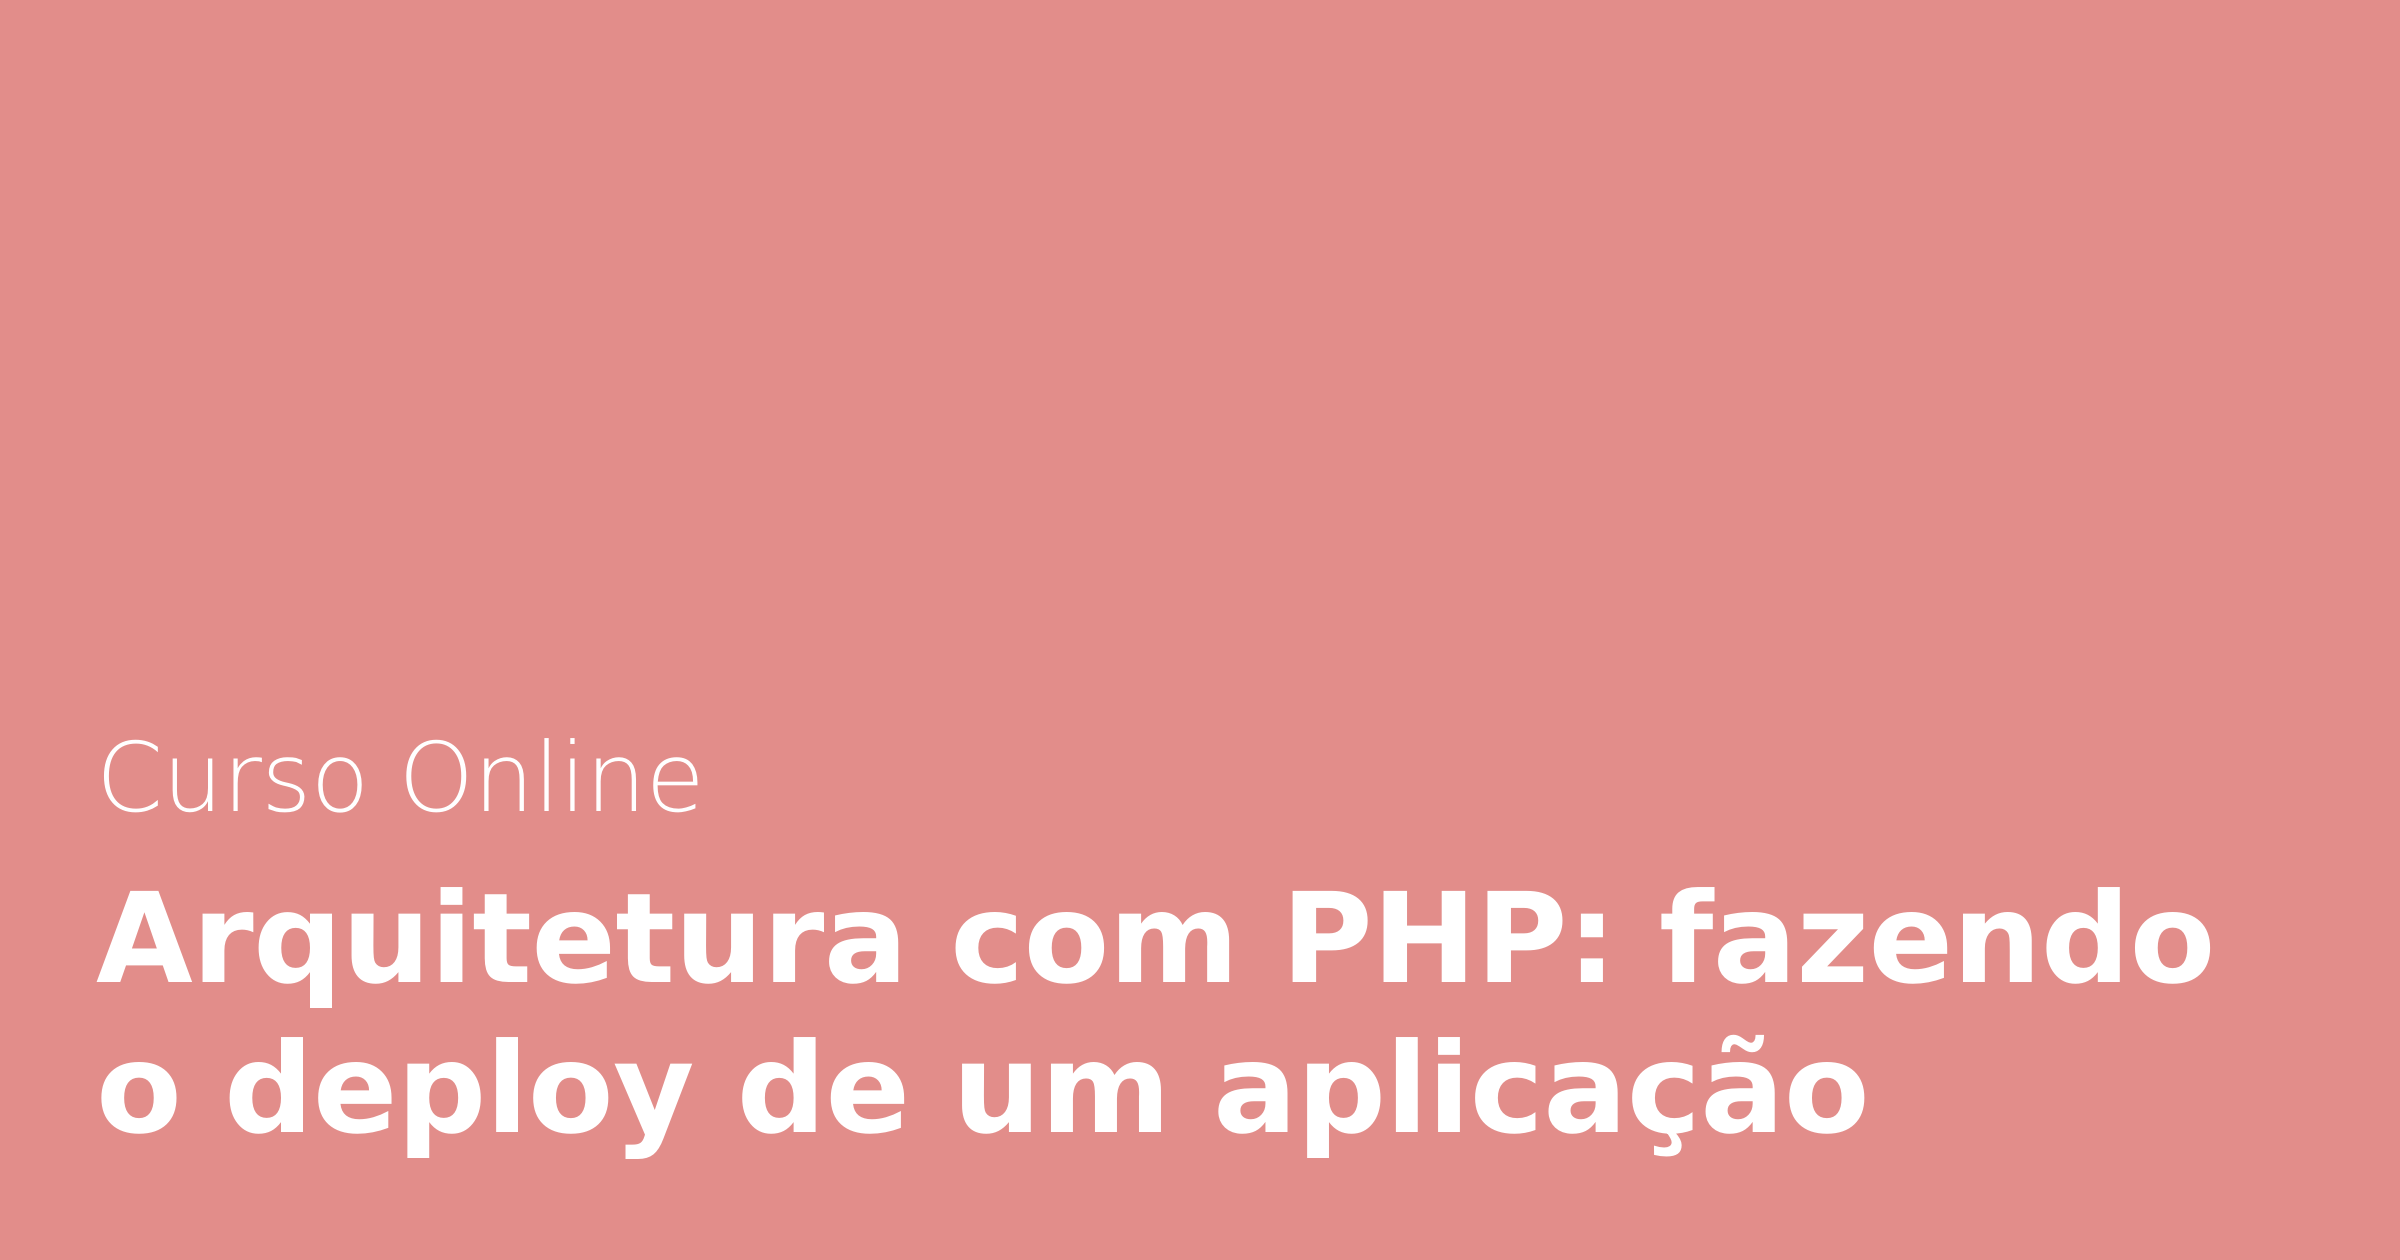 Curso Online
Arquitetura com PHP: fazendo
o deploy de um aplicação